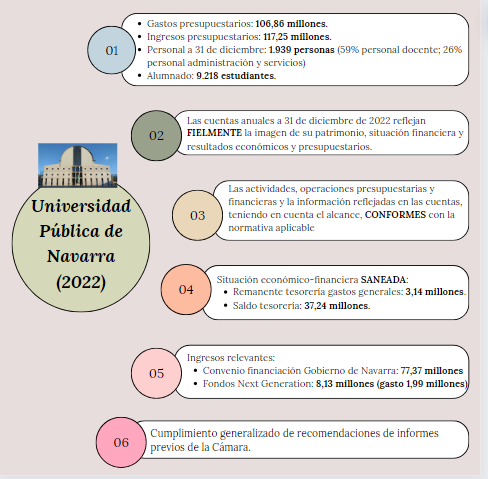 Universidad
Pública de
Navarra
(2022)
01
Gastos presupuestarios: 106,86 millones.
Ingresos presupuestarios: 117,25 millones.
Personal a 31 de diciembre: 1.939 personas (59% personal docente; 26%
personal administración y servicios)
Alumnado: 9.218 estudiantes.
02
Las cuentas anuales a 31 de diciembre de 2022 reflejan
FIELMENTE la imagen de su patrimonio, situación financiera y
resultados económicos y presupuestarios.
03
Las actividades, operaciones presupuestarias y
financieras y la información reflejadas en las cuentas,
teniendo en cuenta el alcance, CONFORMES con la
normativa aplicable
04
Situación económico-financiera SANEADA:
Remanente tesorería gastos generales: 3,14 millones.
Saldo tesorería: 37,24 millones.
05
Ingresos relevantes:
Convenio financiación Gobierno de Navarra: 77,37 millones
Fondos Next Generation: 8,13 millones (gasto 1,99 millones)
06
Cumplimiento generalizado de recomendaciones de informes
previos de la Cámara.